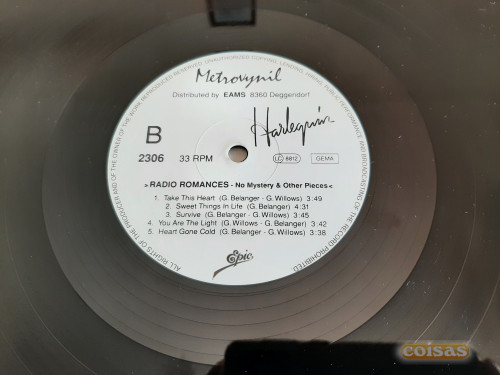 Metrovynil
Distributed by EAMS 8360 Deggendorf
Harlequin
B
2306 33 RPM LC 8812 GEMA
>RADIO ROMANCES - No Mystery & Other Pieces<
1. Take This Heart (G. Belanger - G. Willows) 3:49
2. Sweet Things In Life (G. Belanger) 4:31
3. Survive (G. Belanger - G. Willows) 3:45
4. You Are The Light (G. Willows - G. Belanger) 3:42
5. Heart Gone Cold (G. Belanger - G. Willows) 3:38
Epic
ALL RIGHTS OF THE PRODUCER AND OF THE OWNER OF THE WORK REPRODUCED RESERVED. UNAUTHORIZED COPYING, LENDING, PUBLIC PERFORMANCE AND BROADCASTING OF THE RECORD PROHIBITED
coisas